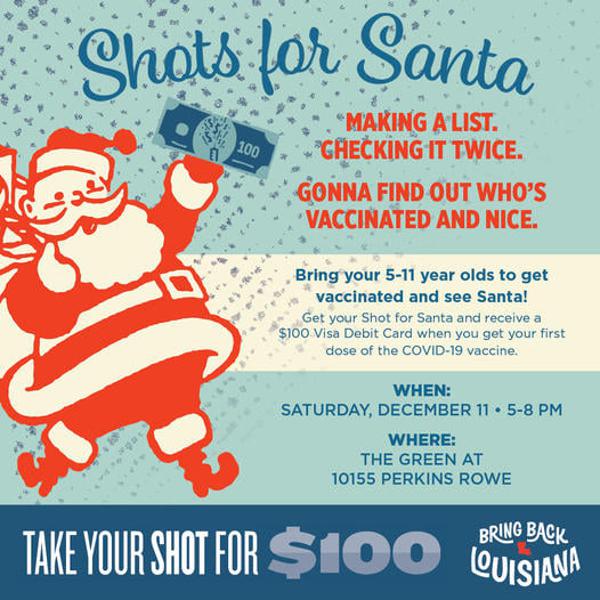 Shots for Santa
100
MAKING A LIST.
CHECKING IT TWICE.
GONNA FIND OUT WHO'S
VACCINATED AND NICE.
Bring your 5-11 year olds to get
vaccinated and see Santa!
Get your Shot for Santa and receive a
$100 Visa Debit Card when you get your first
dose of the COVID-19 vaccine.
WHEN:
SATURDAY, DECEMBER 11 • 5-8 PM
WHERE:
THE GREEN AT
10155 PERKINS ROWE
TAKE YOUR SHOT FOR $100
BRING BACK
LOUISIANA